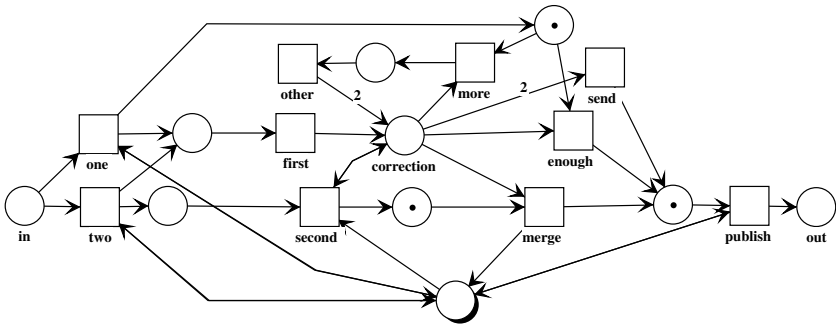 other
2
more
2
send
one
first
correction
enough
in
two
second
merge
publish
out